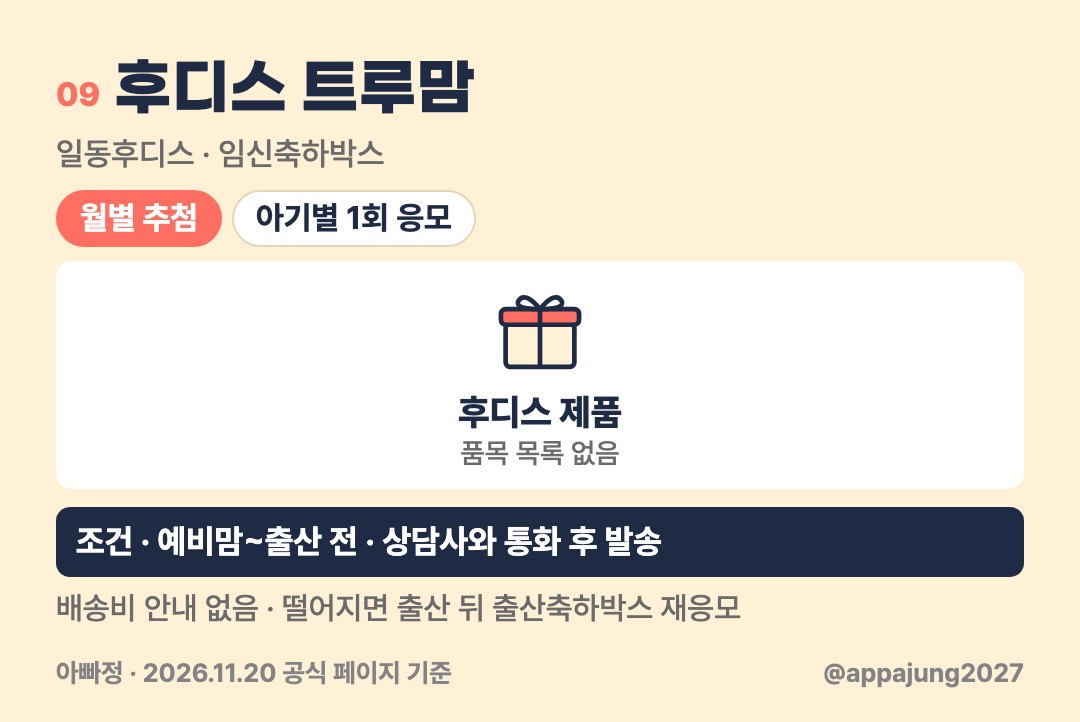 09 후디스 트루맘
일동후디스 · 임신축하박스
월별 추첨 아기별 1회 응모
후디스 제품
품목 목록 없음
조건 · 예비맘~출산 전 · 상담사와 통화 후 발송
배송비 안내 없음 · 떨어지면 출산 뒤 출산축하박스 재응모
아빠정 · 2026.11.20 공식 페이지 기준 @appajung2027